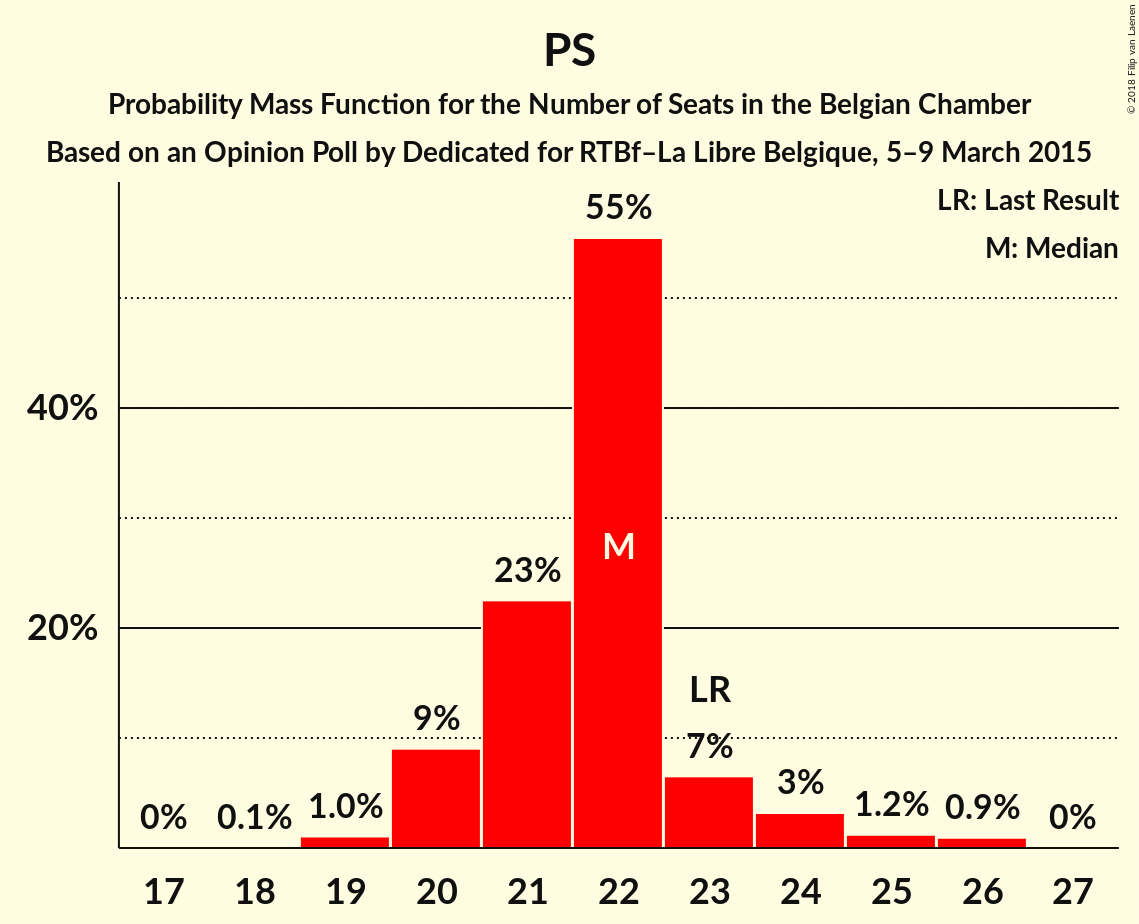 PS
Probability Mass Function for the Number of Seats in the Belgian Chamber
Based on an Opinion Poll by Dedicated for RTBf–La Libre Belgique, 5–9 March 2015
© 2018 Filip van Laenen
LR: Last Result
M: Median
55%
40%
M
23%
20%
LR
9%
7%
3%
0%
0.1%
1.0%
1.2%
0.9%
0%
17 18 19 20 21 22 23 24 25 26 27